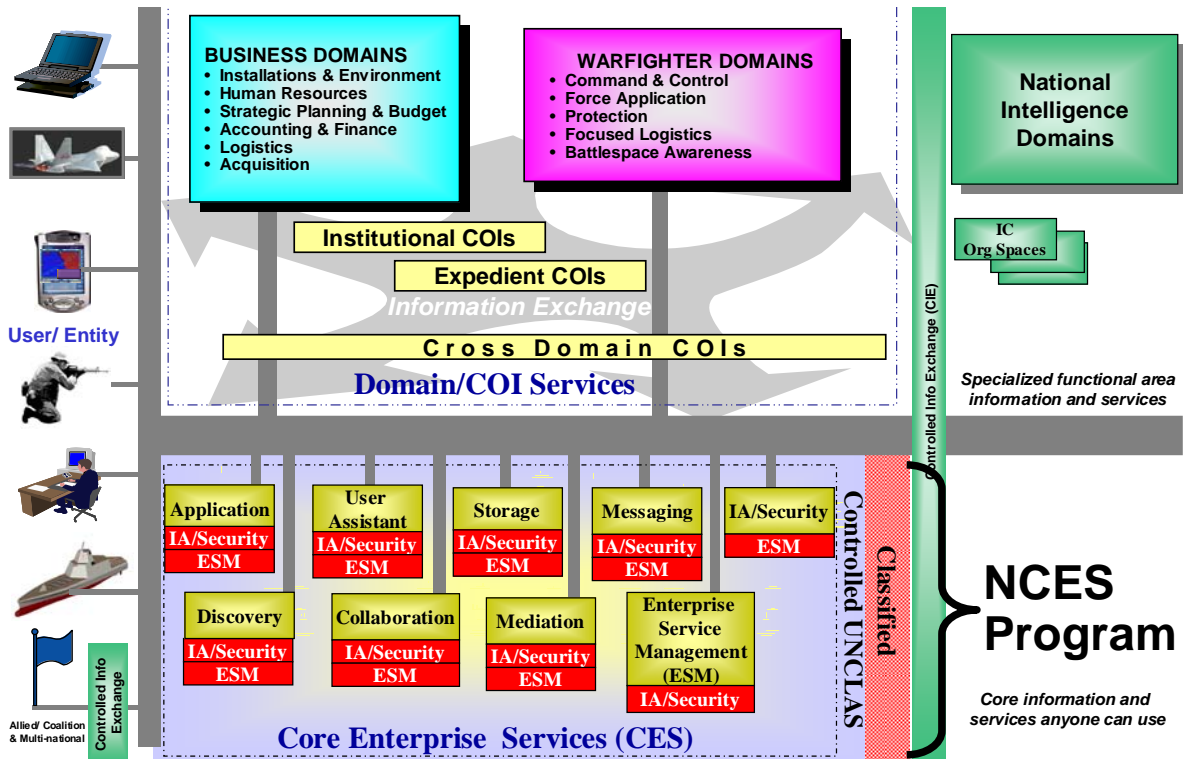 BUSINESS DOMAINS
• Installations & Environment
• Human Resources
• Strategic Planning & Budget
• Accounting & Finance
• Logistics
• Acquisition
WARFIGHTER DOMAINS
• Command & Control
• Force Application
• Protection
• Focused Logistics
• Battlespace Awareness
National
Intelligence
Domains
Institutional COIs
Expedient COIs
Information Exchange
Cross Domain COIs
Domain/COI Services
IC
Org Spaces
Controlled Info Exchange (CIE)
User/ Entity
Specialized functional area
information and services
Application
IA/Security
ESM
User
Assistant
IA/Security
ESM
Storage
IA/Security
ESM
Messaging
IA/Security
ESM
IA/Security
ESM
Discovery
IA/Security
ESM
Collaboration
IA/Security
ESM
Mediation
IA/Security
ESM
Enterprise
Service
Management
(ESM)
IA/Security
Core Enterprise Services (CES)
Controlled UNCLAS
Classified
NCES
Program
Core information and
services anyone can use
Allied/ Coalition
& Multi-national
Controlled Info
Exchange